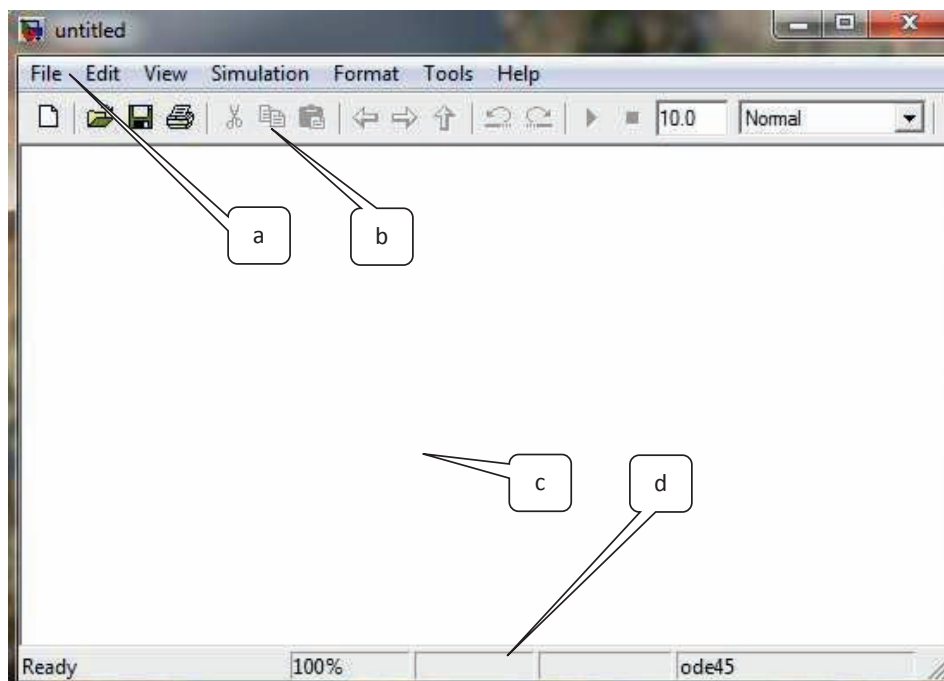 untitled
File Edit View Simulation Format Tools Help
10.0 Normal
a b
c d
Ready 100% ode45